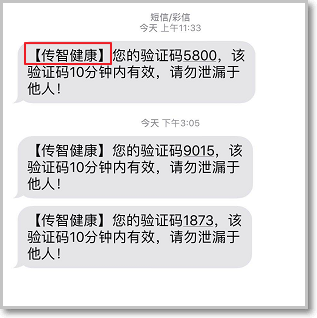 短信/彩信
今天 上午11:33
【传智健康】您的验证码5800，该
验证码10分钟内有效，请勿泄漏于
他人！
今天 下午3:05
【传智健康】您的验证码9015，该
验证码10分钟内有效，请勿泄漏于
他人！
【传智健康】您的验证码1873，该
验证码10分钟内有效，请勿泄漏于
他人！